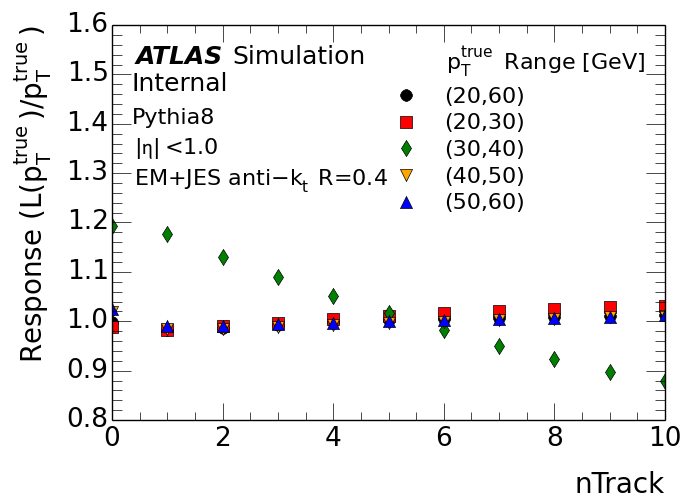 1.6
1.5
1.4
1.3
1.2
1.1
1.0
0.9
0.8
Response (L(p_T^true)/p_T^true)
ATLAS Simulation
Internal
Pythia8
|η| <1.0
EM+JES anti−k_t R=0.4
p_T^true Range [GeV]
(20,60)
(20,30)
(30,40)
(40,50)
(50,60)
0 2 4 6 8 10
nTrack